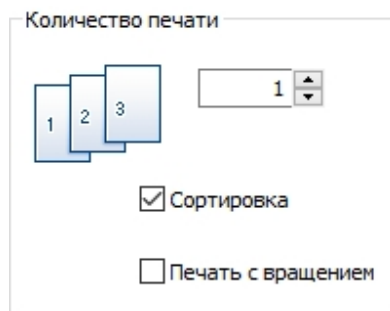 Количество печати
1
1 2 3
Сортировка
Печать с вращением